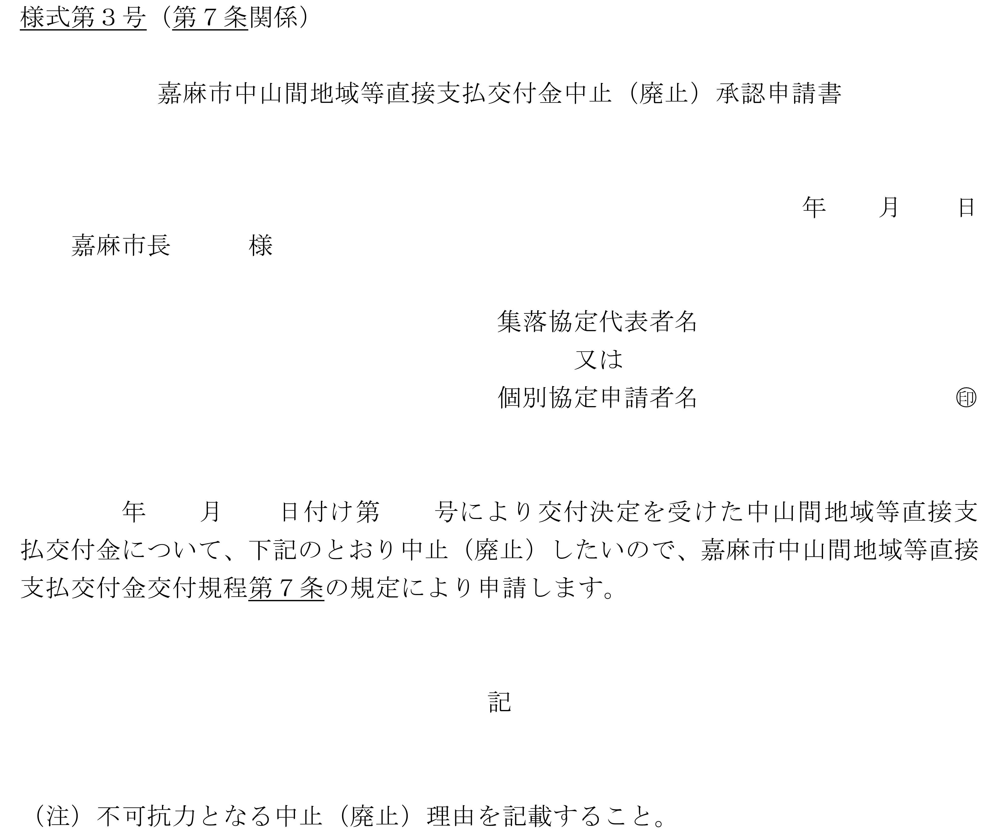 様式第３号（第７条関係）
嘉麻市中山間地域等直接支払交付金中止（廃止）承認申請書
年　　月　　日
嘉麻市長　　　様
集落協定代表者名
又は
個別協定申請者名　　　　　　　　　　㊞
年　　月　　日付け第　　号により交付決定を受けた中山間地域等直接支
払交付金について、下記のとおり中止（廃止）したいので、嘉麻市中山間地域等直接
支払交付金交付規程第７条の規定により申請します。
記
（注）不可抗力となる中止（廃止）理由を記載すること。